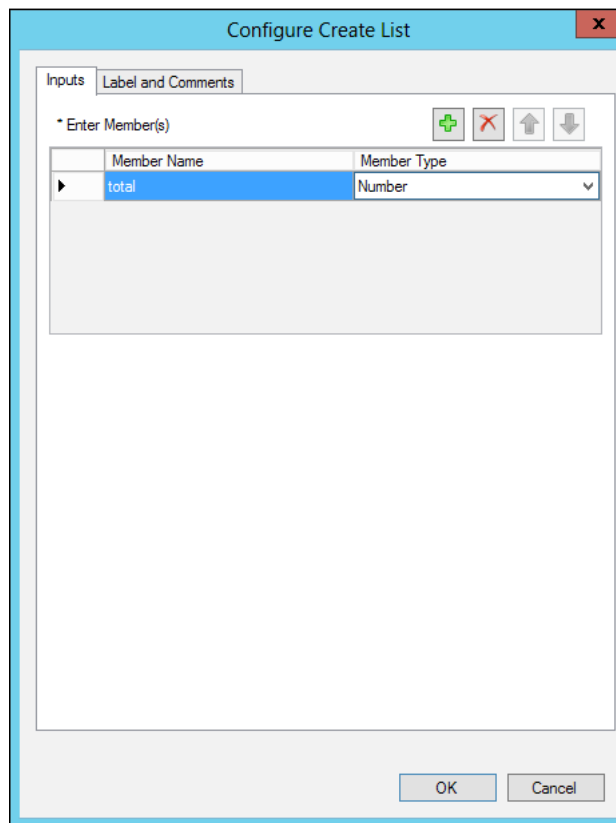 Configure Create List
x
Inputs Label and Comments
* Enter Member(s)
Member Name Member Type
total Number
OK Cancel